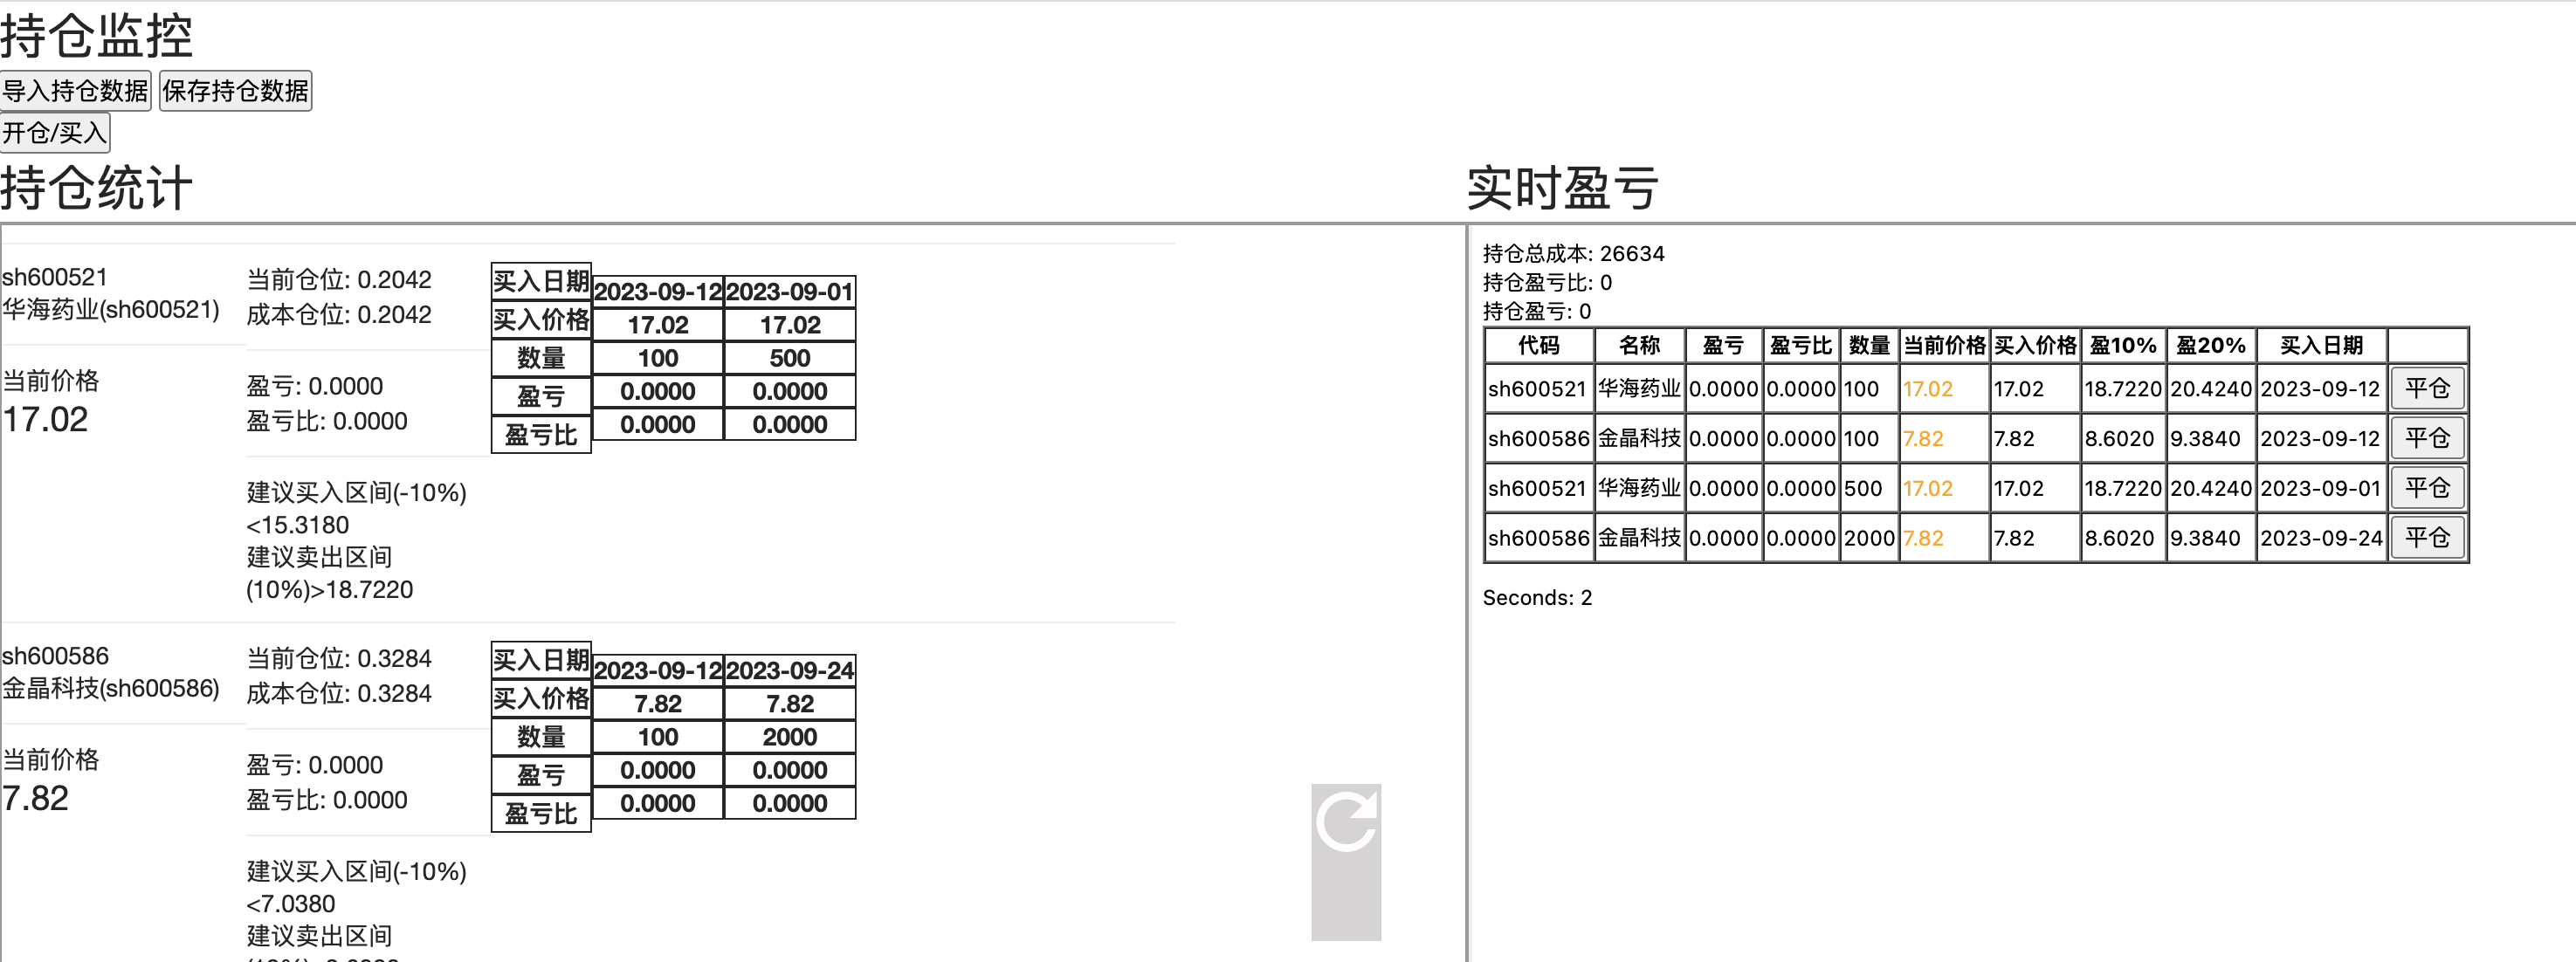 持仓监控
导入持仓数据 保存持仓数据
开仓/买入
持仓统计
sh600521
华海药业(sh600521)
当前价格
17.02
当前仓位: 0.2042
成本仓位: 0.2042
盈亏: 0.0000
盈亏比: 0.0000
建议买入区间(-10%)
<15.3180
建议卖出区间
(10%)>18.7220
买入日期 2023-09-12 2023-09-01
买入价格 17.02 17.02
数量 100 500
盈亏 0.0000 0.0000
盈亏比 0.0000 0.0000
sh600586
金晶科技(sh600586)
当前价格
7.82
当前仓位: 0.3284
成本仓位: 0.3284
盈亏: 0.0000
盈亏比: 0.0000
建议买入区间(-10%)
<7.0380
建议卖出区间
买入日期 2023-09-12 2023-09-24
买入价格 7.82 7.82
数量 100 2000
盈亏 0.0000 0.0000
盈亏比 0.0000 0.0000
实时盈亏
持仓总成本: 26634
持仓盈亏比: 0
持仓盈亏: 0
代码 名称 盈亏 盈亏比 数量 当前价格 买入价格 盈10% 盈20% 买入日期
sh600521 华海药业 0.0000 0.0000 100 17.02 17.02 18.7220 20.4240 2023-09-12 平仓
sh600586 金晶科技 0.0000 0.0000 100 7.82 7.82 8.6020 9.3840 2023-09-12 平仓
sh600521 华海药业 0.0000 0.0000 500 17.02 17.02 18.7220 20.4240 2023-09-01 平仓
sh600586 金晶科技 0.0000 0.0000 2000 7.82 7.82 8.6020 9.3840 2023-09-24 平仓
Seconds: 2